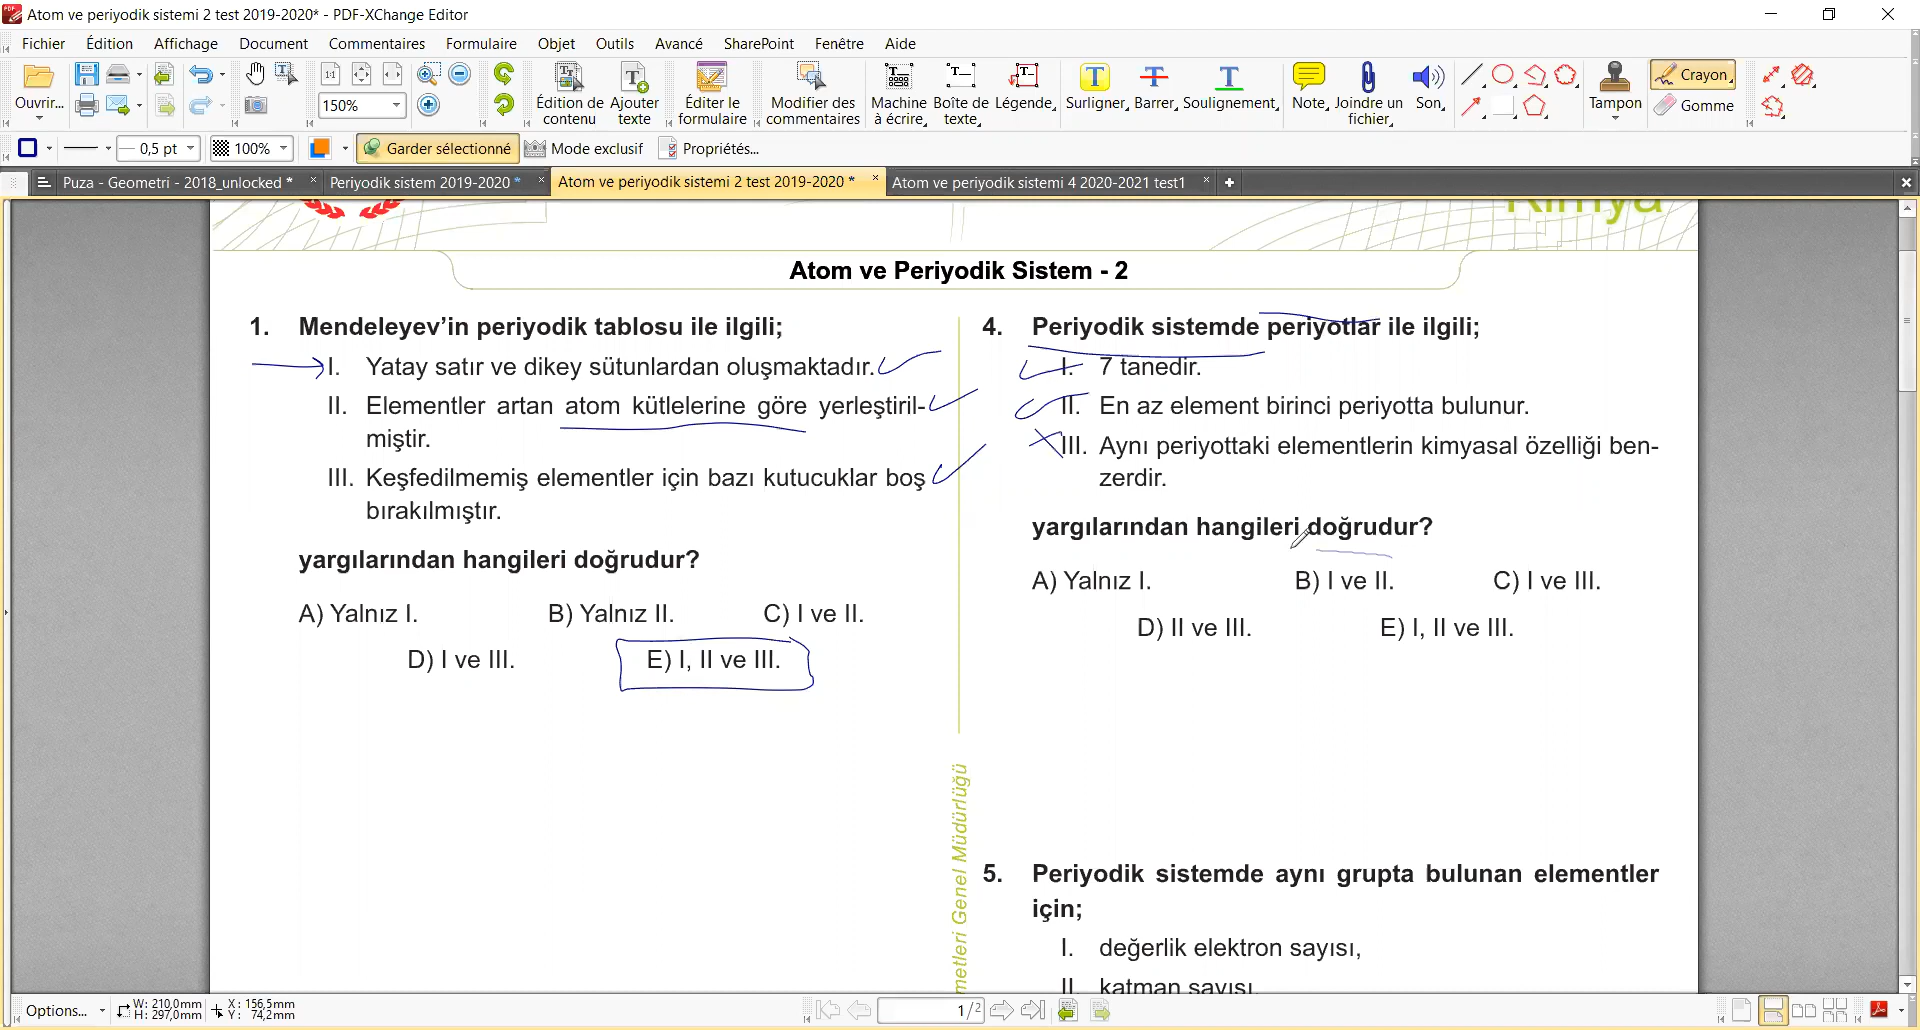 Atom ve periyodik sistemi 2 test 2019-2020* - PDF-XChange Editor
Fichier Édition Affichage Document Commentaires Formulaire Objet Outils Avancé SharePoint Fenêtre Aide
Ouvrir... 1:1 150% Édition de contenu Ajouter texte Éditer le formulaire Modifier des commentaires Machine à écrire Boîte de texte Légende Surligner Barrer Soulignement Note Joindre un fichier Son Tampon Crayon Gomme
0,5 pt 100% Garder sélectionné Mode exclusif Propriétés...
Puza - Geometri - 2018_unlocked * Periyodik sistem 2019-2020 * Atom ve periyodik sistemi 2 test 2019-2020 * Atom ve periyodik sistemi 4 2020-2021 test1
Kimya
Atom ve Periyodik Sistem - 2
1. Mendeleyev’in periyodik tablosu ile ilgili;
I. Yatay satır ve dikey sütunlardan oluşmaktadır.
II. Elementler artan atom kütlelerine göre yerleştiril-
miştir.
III. Keşfedilmemiş elementler için bazı kutucuklar boş
bırakılmıştır.
yargılarından hangileri doğrudur?
A) Yalnız I. B) Yalnız II. C) I ve II.
D) I ve III. E) I, II ve III.
4. Periyodik sistemde periyotlar ile ilgili;
I. 7 tanedir.
II. En az element birinci periyotta bulunur.
III. Aynı periyottaki elementlerin kimyasal özelliği ben-
zerdir.
yargılarından hangileri doğrudur?
A) Yalnız I. B) I ve II. C) I ve III.
D) II ve III. E) I, II ve III.
metleri Genel Müdürlüğü
5. Periyodik sistemde aynı grupta bulunan elementler
için;
I. değerlik elektron sayısı,
II. katman sayısı,
Options... W: 210,0mm H: 297,0mm X: 156,5mm Y: 74,2mm 1/2